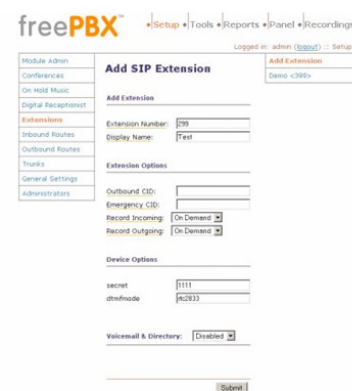 freePBX™
• Setup • Tools • Reports • Panel • Recordings
Logged in: admin (logout) :: Setup
Module Admin
Conferences
On Hold Music
Digital Receptionist
Extensions
Inbound Routes
Outbound Routes
Trunks
General Settings
Administrators
Add SIP Extension
Add Extension
Extension Number: 299
Display Name: Test
Extension Options
Outbound CID:
Emergency CID:
Record Incoming: On Demand
Record Outgoing: On Demand
Device Options
secret 1111
dtmfmode rfc2833
Voicemail & Directory: Disabled
Submit
Add Extension
Demo <399>